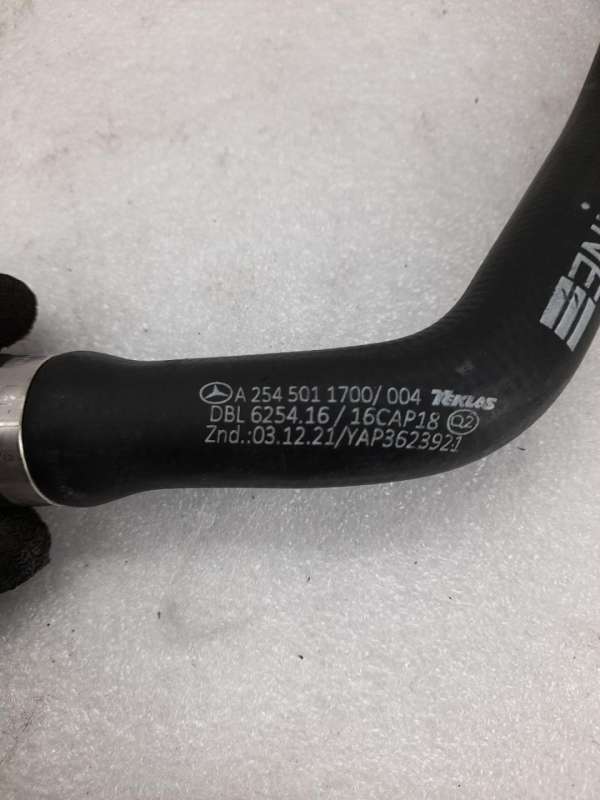 A 254 501 1700/ 004 TEKLAS
DBL 6254.16 / 16CAP18 Q2
Znd.:03.12.21/YAP3623921